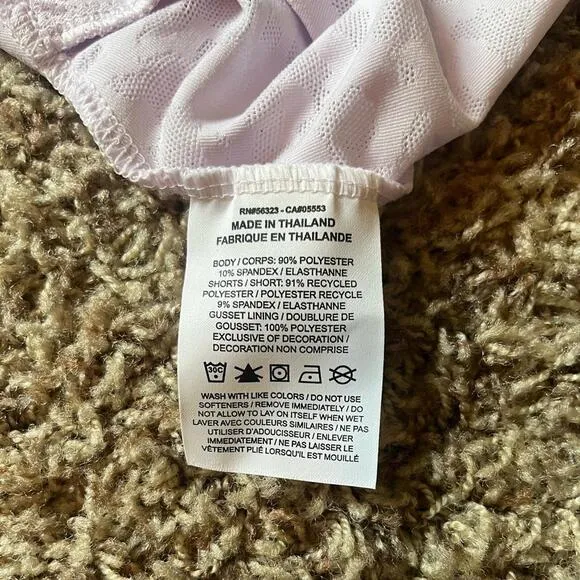 RN#56323 - CA#05553
MADE IN THAILAND
FABRIQUE EN THAILANDE
BODY / CORPS: 90% POLYESTER
10% SPANDEX / ELASTHANNE
SHORTS / SHORT: 91% RECYCLED
POLYESTER / POLYESTER RECYCLE
9% SPANDEX / ELASTHANNE
GUSSET LINING / DOUBLURE DE
GOUSSET: 100% POLYESTER
EXCLUSIVE OF DECORATION /
DECORATION NON COMPRISE
30C
WASH WITH LIKE COLORS / DO NOT USE
SOFTENERS / REMOVE IMMEDIATELY / DO
NOT ALLOW TO LAY ON ITSELF WHEN WET
LAVER AVEC COULEURS SIMILAIRES / NE PAS
UTILISER D'ADOUCISSEUR / ENLEVER
IMMEDIATEMENT / NE PAS LAISSER LE
VÊTEMENT PLIÉ LORSQU'IL EST MOUILLÉ